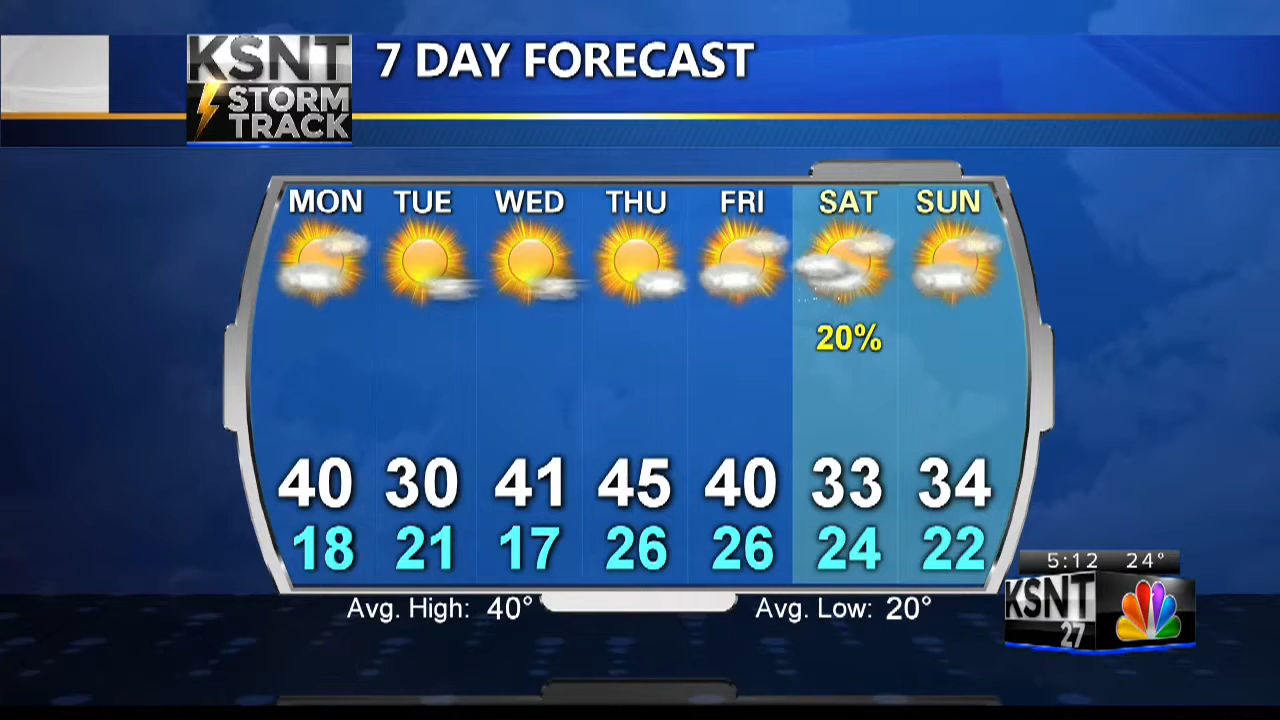 KSNT
STORM
TRACK
7 DAY FORECAST
MON TUE WED THU FRI SAT SUN
20%
40 30 41 45 40 33 34
18 21 17 26 26 24 22
Avg. High: 40° Avg. Low: 20°
5:12 24°
KSNT
27